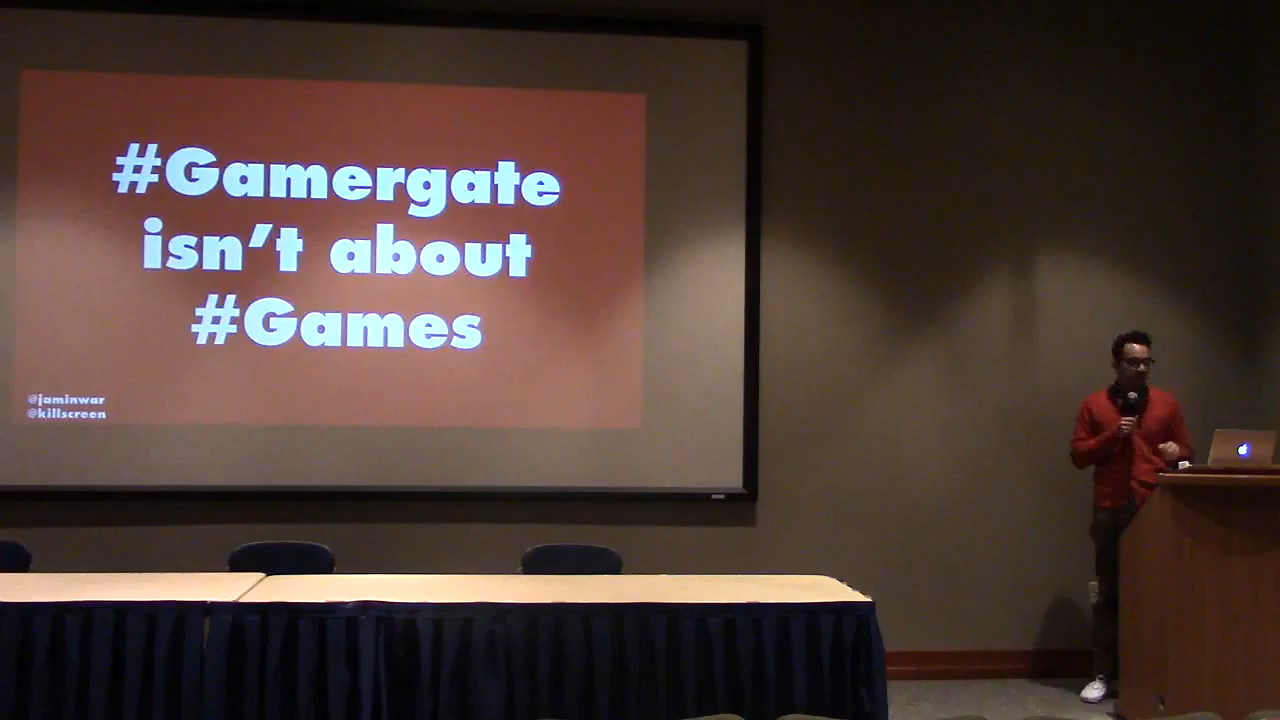 #Gamergate
isn't about
#Games
@jaminwar
@killscreen